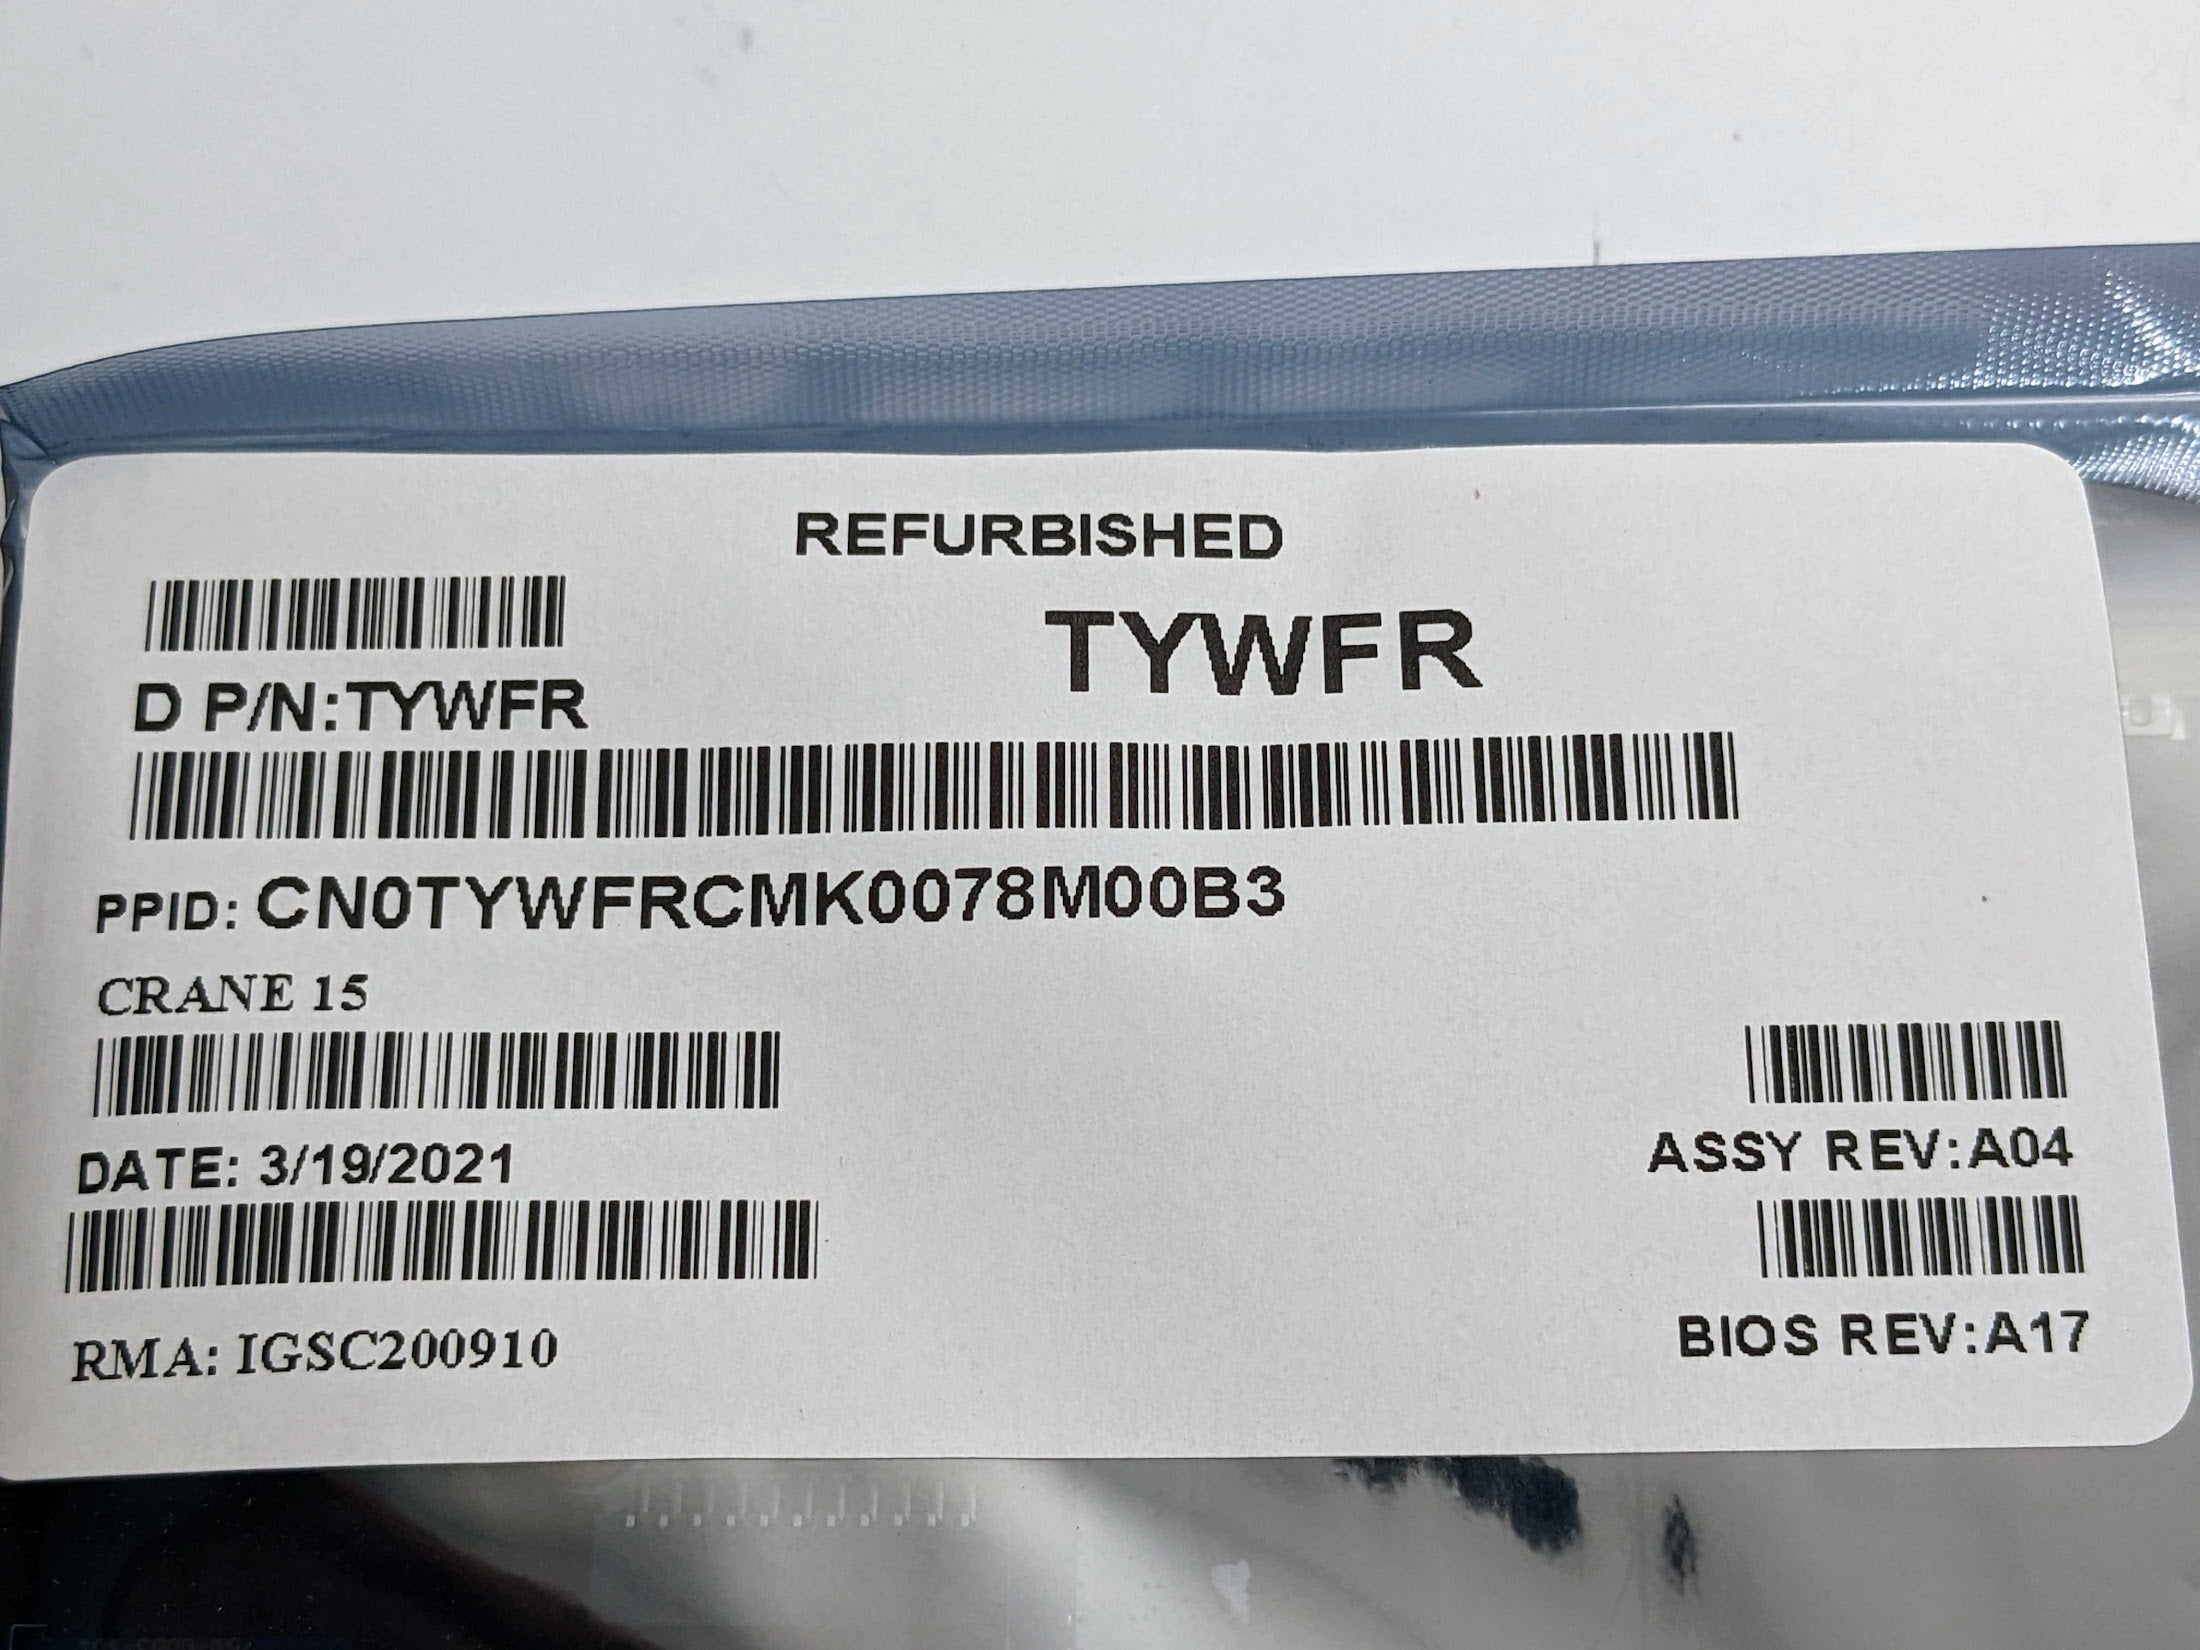 REFURBISHED
TYWFR
D P/N:TYWFR
PPID: CN0TYWFRCMK0078M00B3
CRANE 15
DATE: 3/19/2021
ASSY REV:A04
RMA: IGSC200910
BIOS REV:A17